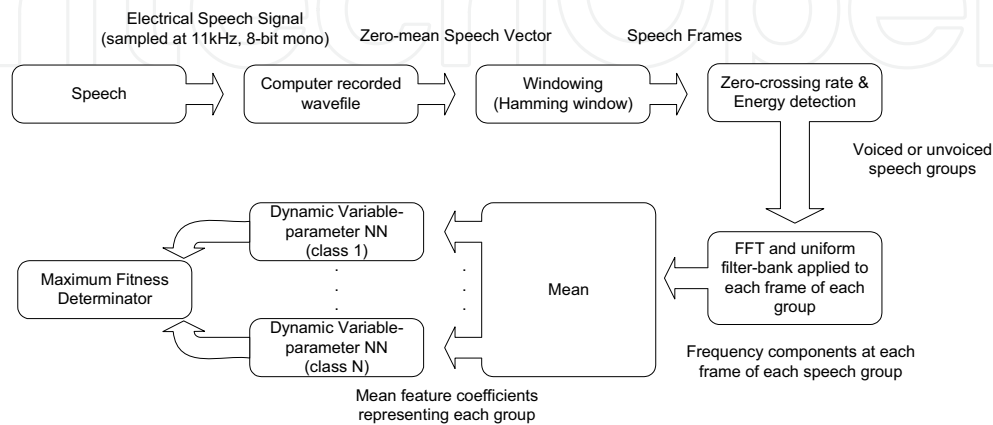 Electrical Speech Signal
(sampled at 11kHz, 8-bit mono)
Zero-mean Speech Vector
Speech Frames
Speech
Computer recorded
wavefile
Windowing
(Hamming window)
Zero-crossing rate &
Energy detection
Voiced or unvoiced
speech groups
Dynamic Variable-
parameter NN
(class 1)
Maximum Fitness
Determinator
Mean
FFT and uniform
filter-bank applied to
each frame of each
group
Dynamic Variable-
parameter NN
(class N)
Frequency components at each
frame of each speech group
Mean feature coefficients
representing each group